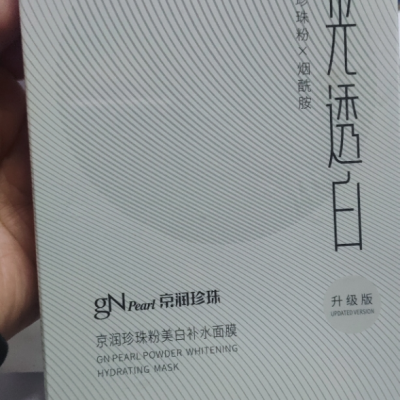 光透白
珍珠粉×烟酰胺
gN Pearl 京润珍珠
京润珍珠粉美白补水面膜
GN PEARL POWDER WHITENING
HYDRATING MASK
升级版
UPDATED VERSION